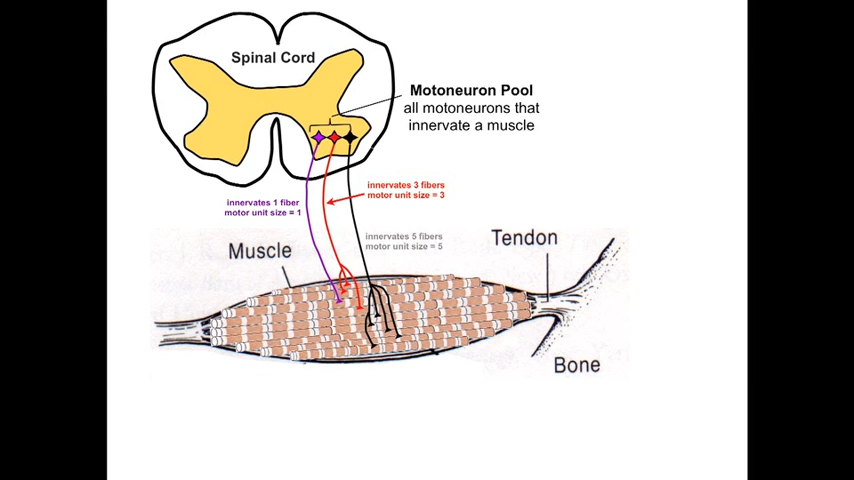 Spinal Cord
Motoneuron Pool
all motoneurons that
innervate a muscle
innervates 3 fibers
motor unit size = 3
innervates 1 fiber
motor unit size = 1
innervates 5 fibers
motor unit size = 5
Muscle
Tendon
Bone